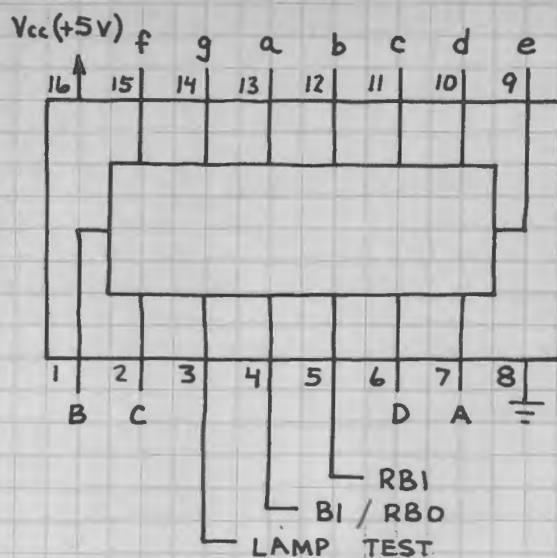 Vcc (+5V) f g a b c d e
16 15 14 13 12 11 10 9
1 2 3 4 5 6 7 8
B C D A
RBI
BI / RBO
LAMP TEST